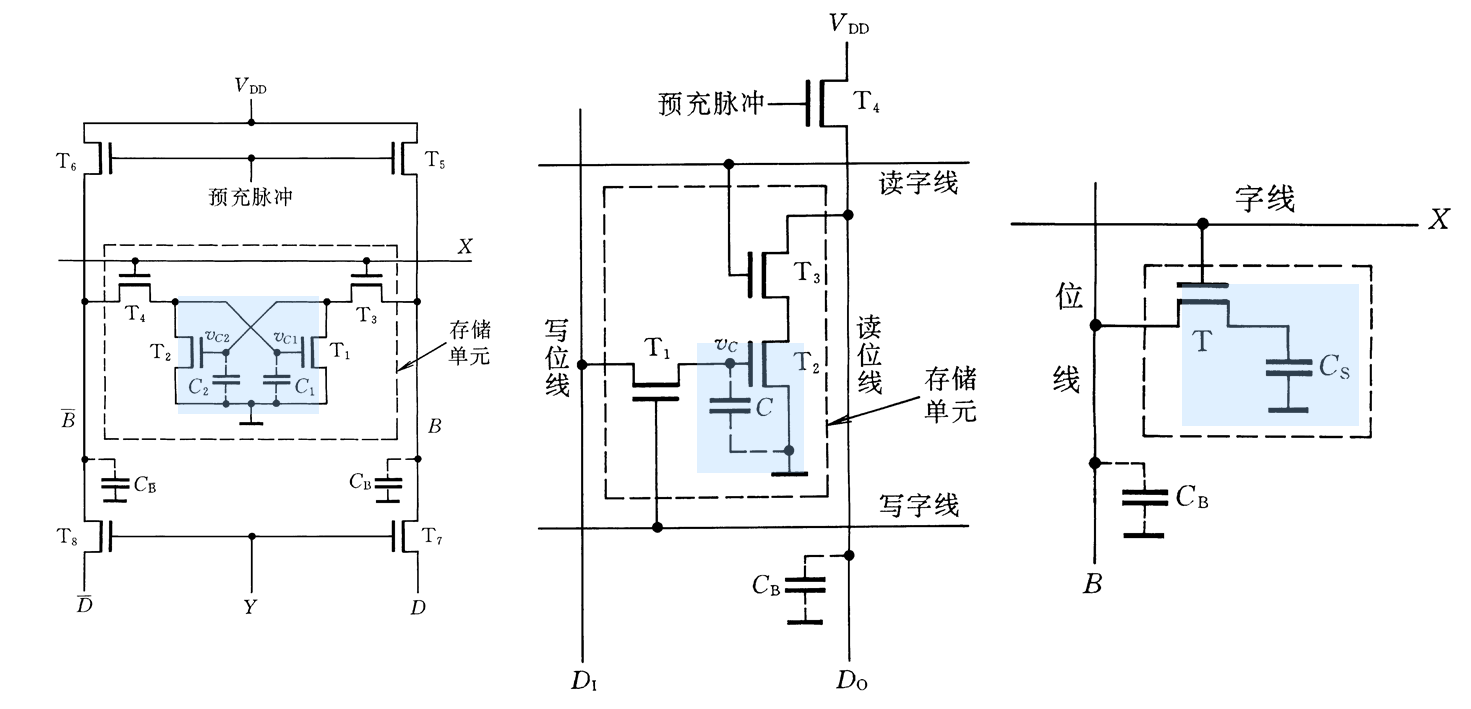 V_DD
T₆
T₅
预充脉冲
X
T₄
T₃
v_C2
v_C1
T₂
T₁
C₂
C₁
存储
单元
B̅
B
C_B
C_B
T₈
T₇
D̅
Y
D
V_DD
预充脉冲
T₄
读字线
T₃
写位线
T₁
v_C
T₂
读位线
C
存储
单元
写字线
C_B
D_I
D_O
字线
X
位线
T
C_S
C_B
B